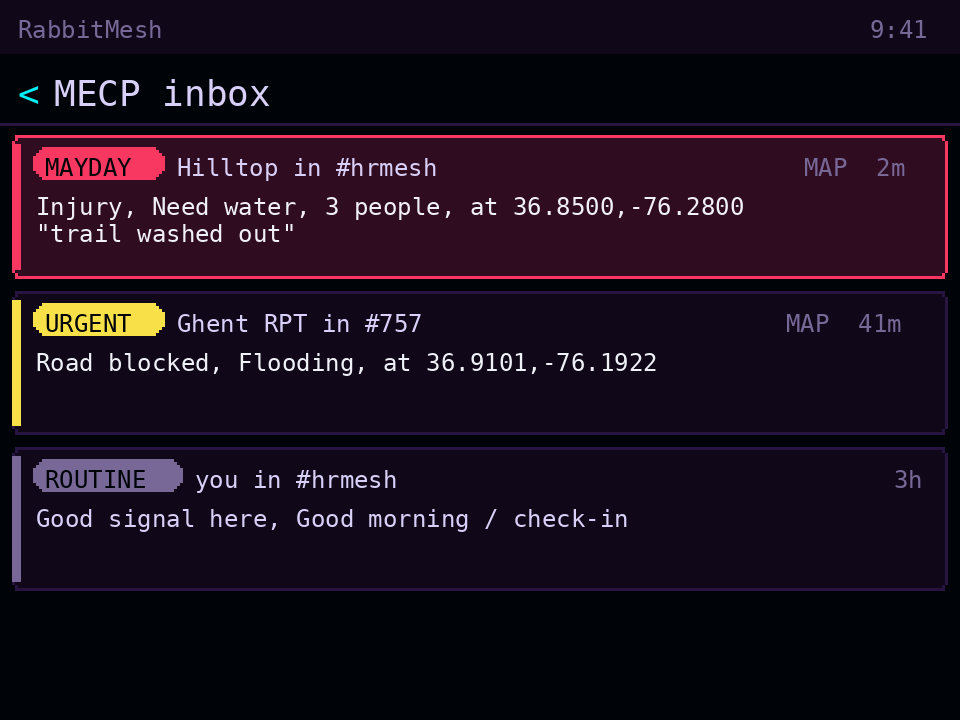 RabbitMesh 9:41
< MECP inbox
MAYDAY Hilltop in #hrmesh MAP 2m
Injury, Need water, 3 people, at 36.8500,-76.2800
"trail washed out"
URGENT Ghent RPT in #757 MAP 41m
Road blocked, Flooding, at 36.9101,-76.1922
ROUTINE you in #hrmesh 3h
Good signal here, Good morning / check-in